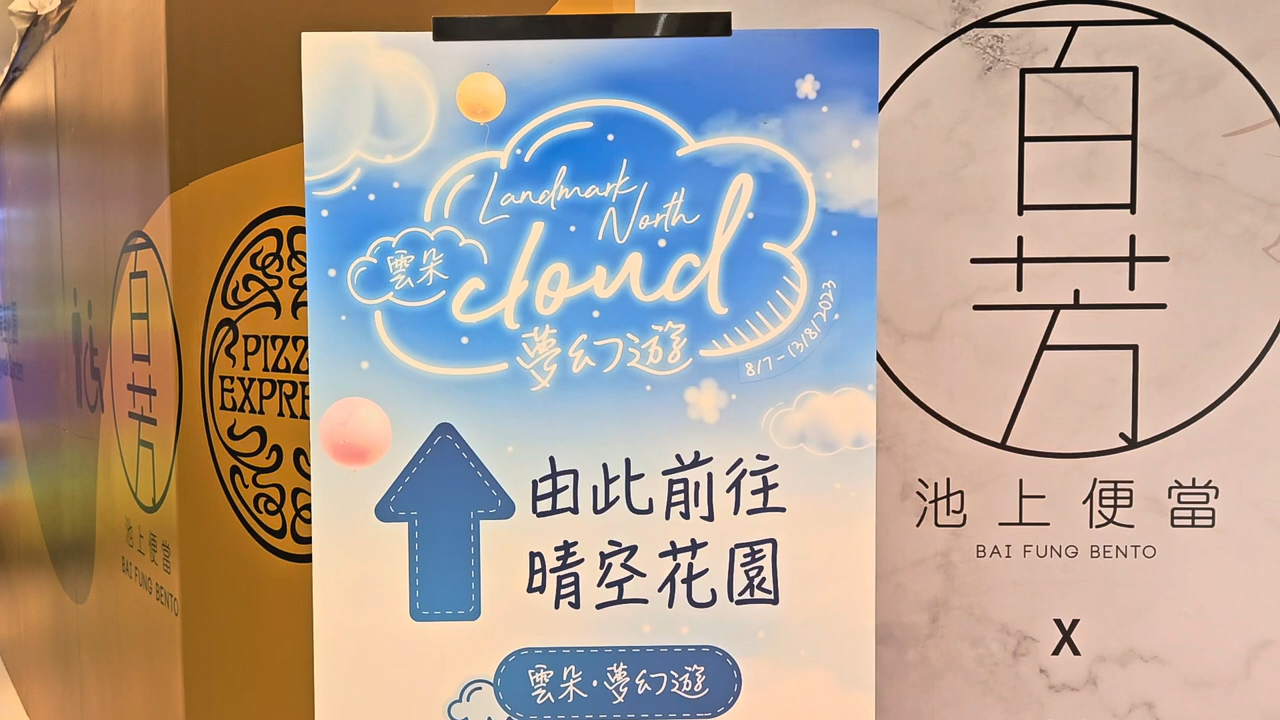 Landmark
North
cloud
雲朵
夢幻遊
8/7-13/8/2023
由此前往
晴空花園
雲朵·夢幻遊
百芳
池上便當
BAI FUNG BENTO
X
百芳
池上便當
BAI FUNG BENTO
PIZZ
EXPRE